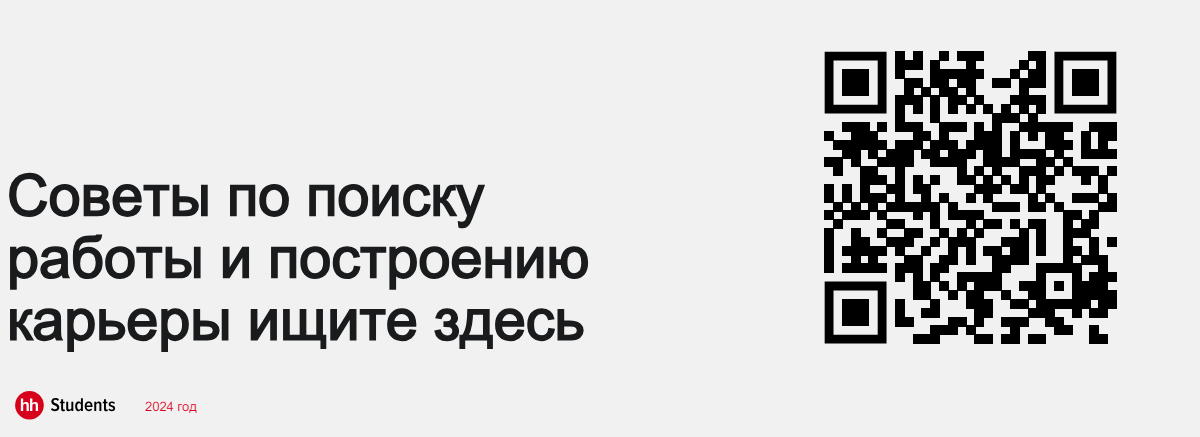 Советы по поиску
работы и построению
карьеры ищите здесь
hh Students
2024 год